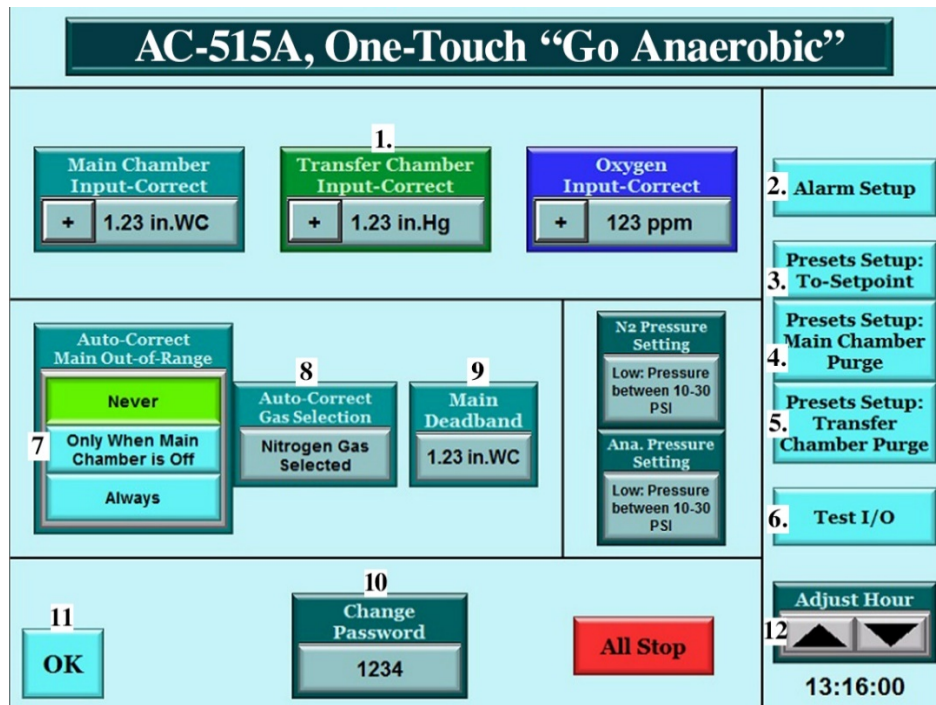 AC-515A, One-Touch “Go Anaerobic”
1.
Main Chamber
Input-Correct
+ 1.23 in.WC
Transfer Chamber
Input-Correct
+ 1.23 in.Hg
Oxygen
Input-Correct
+ 123 ppm
2. Alarm Setup
Presets Setup:
3. To-Setpoint
Presets Setup:
4. Main Chamber
Purge
Presets Setup:
5. Transfer
Chamber Purge
6. Test I/O
Auto-Correct
Main Out-of-Range
Never
7 Only When Main
Chamber is Off
Always
8
Auto-Correct
Gas Selection
Nitrogen Gas
Selected
9
Main
Deadband
1.23 in.WC
N2 Pressure
Setting
Low: Pressure
between 10-30
PSI
Ana. Pressure
Setting
Low: Pressure
between 10-30
PSI
11
OK
10
Change
Password
1234
All Stop
Adjust Hour
12
13:16:00